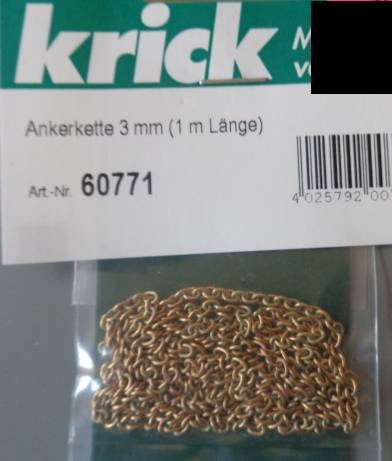 krick
Ankerkette 3 mm (1 m Länge)
Art.-Nr. 60771
4 025792 00